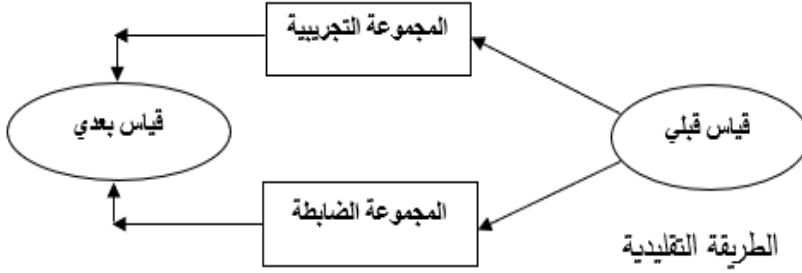 المجموعة التجريبية
قياس قبلي
قياس بعدي
المجموعة الضابطة
الطريقة التقليدية